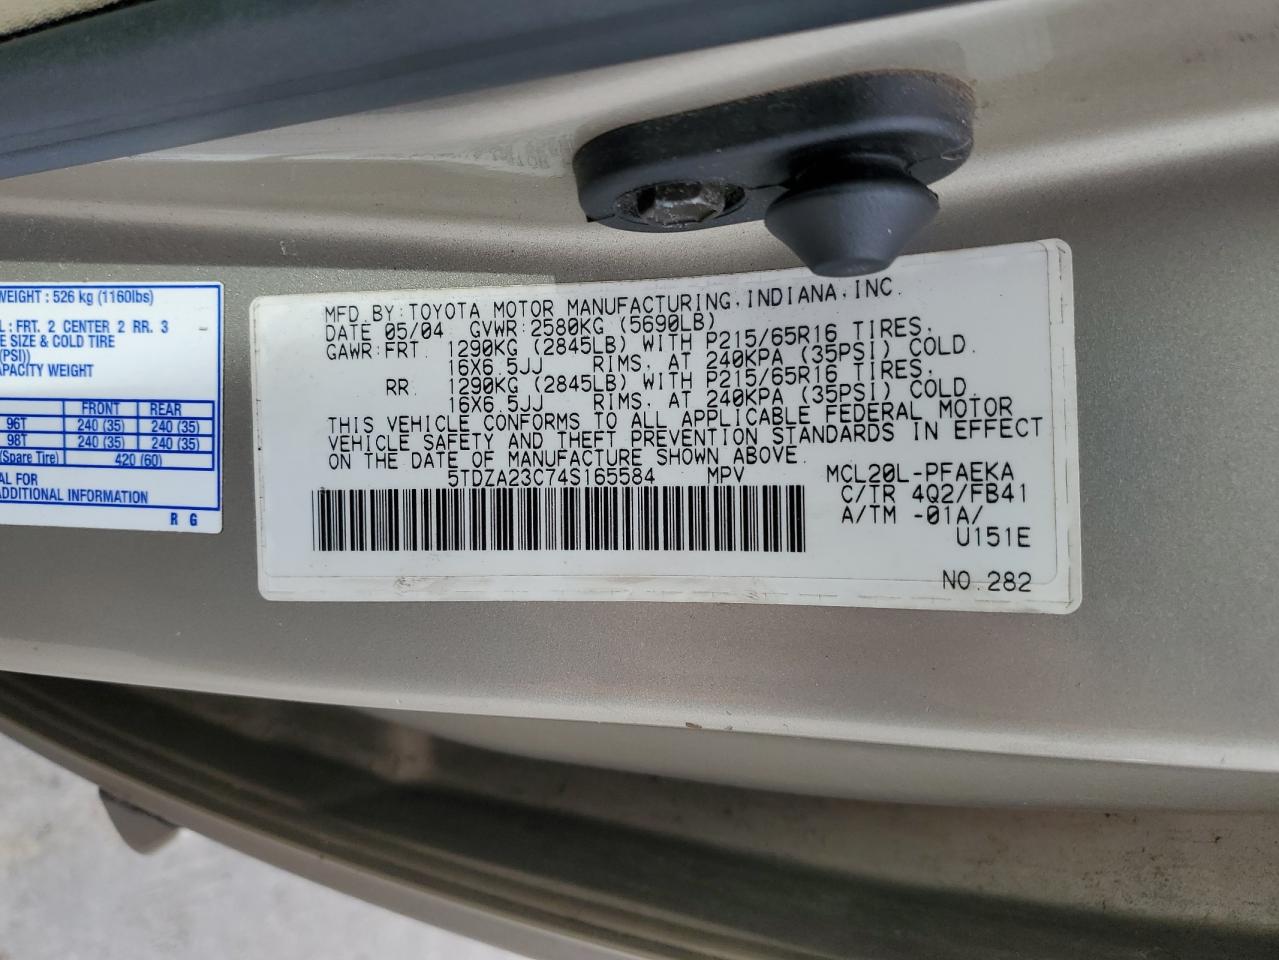 WEIGHT : 526 kg (1160lbs)
L : FRT. 2 CENTER 2 RR. 3
E SIZE & COLD TIRE
(PSI))
APACITY WEIGHT
FRONT REAR
96T 240 (35) 240 (35)
98T 240 (35) 240 (35)
(Spare Tire) 420 (60)
AL FOR
ADDITIONAL INFORMATION
R G
MFD. BY: TOYOTA MOTOR MANUFACTURING, INDIANA, INC.
DATE 05/04 GVWR: 2580KG (5690LB)
GAWR: FRT. 1290KG (2845LB) WITH P215/65R16 TIRES,
16X6.5JJ RIMS, AT 240KPA (35PSI) COLD.
RR. 1290KG (2845LB) WITH P215/65R16 TIRES,
16X6.5JJ RIMS, AT 240KPA (35PSI) COLD.
THIS VEHICLE CONFORMS TO ALL APPLICABLE FEDERAL MOTOR
VEHICLE SAFETY AND THEFT PREVENTION STANDARDS IN EFFECT
ON THE DATE OF MANUFACTURE SHOWN ABOVE.
5TDZA23C74S165584 MPV MCL20L-PFAEKA
C/TR 4Q2/FB41
A/TM -01A/
U151E
NO. 282